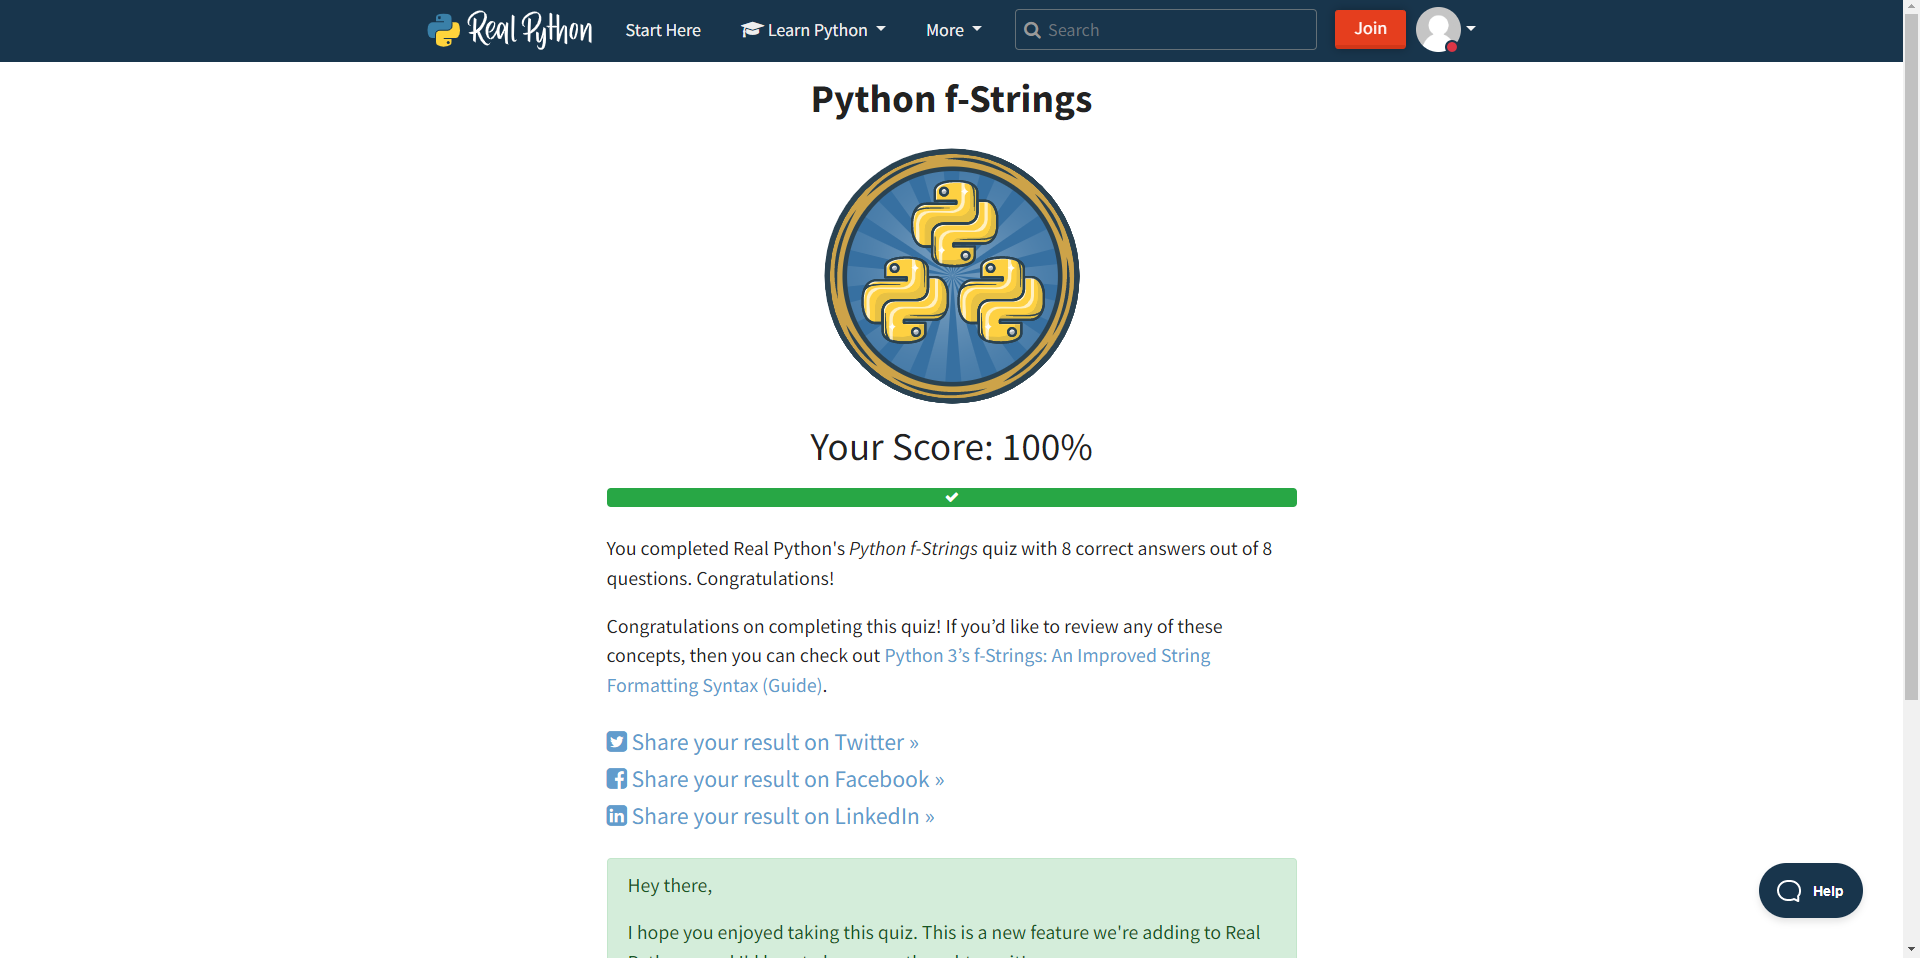 Real Python
Start Here
Learn Python
More
Search
Join
Python f-Strings
Your Score: 100%
You completed Real Python's Python f-Strings quiz with 8 correct answers out of 8
questions. Congratulations!
Congratulations on completing this quiz! If you’d like to review any of these
concepts, then you can check out Python 3’s f-Strings: An Improved String
Formatting Syntax (Guide).
Share your result on Twitter »
Share your result on Facebook »
Share your result on LinkedIn »
Hey there,
I hope you enjoyed taking this quiz. This is a new feature we're adding to Real
Help